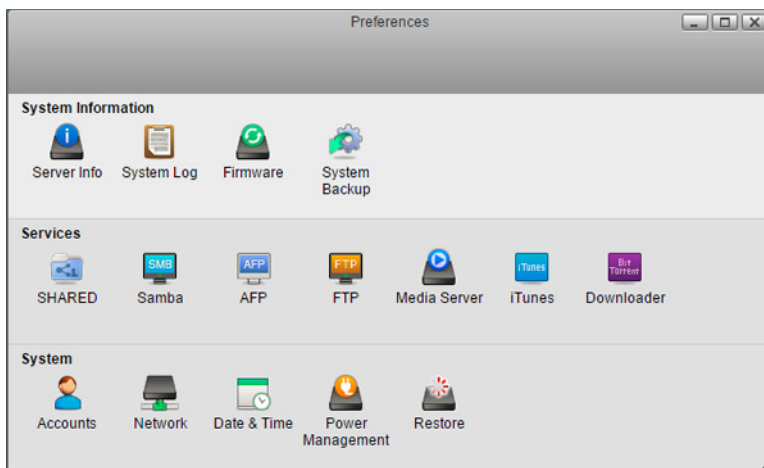 Preferences
System Information
Server Info
System Log
Firmware
System
Backup
Services
SMB
AFP
FTP
iTunes
Bit
Torrent
SHARED
Samba
AFP
FTP
Media Server
iTunes
Downloader
System
Accounts
Network
Date & Time
Power
Management
Restore